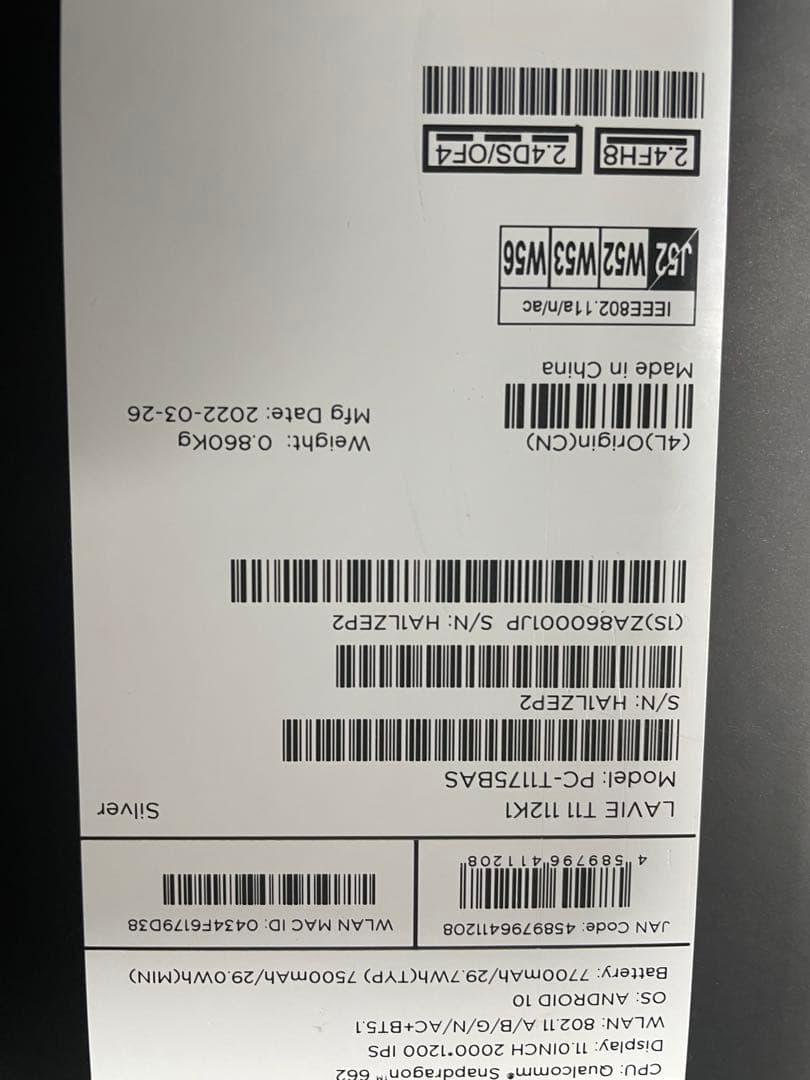 CPU: Qualcomm® Snapdragon™ 662
Display: 11.0INCH 2000*1200 IPS
WLAN: 802.11 A/B/G/N/AC+BT5.1
OS: ANDROID 10
Battery: 7700mAh/29.7Wh(TYP) 7500mAh/29.0Wh(MIN)
JAN Code: 4589796411208
4 589796 411208
WLAN MAC ID: 0434F6179D38
LAVIE T11 112K1 Silver
Model: PC-T1175BAS
S/N: HA1LZEP2
(1S)ZA860001JP S/N: HA1LZEP2
(4L)Origin(CN) Weight: 0.860Kg
Made in China Mfg Date: 2022-03-26
IEEE802.11a/n/ac
J52 W52 W53 W56
2.4FH8 2.4DS/OF4